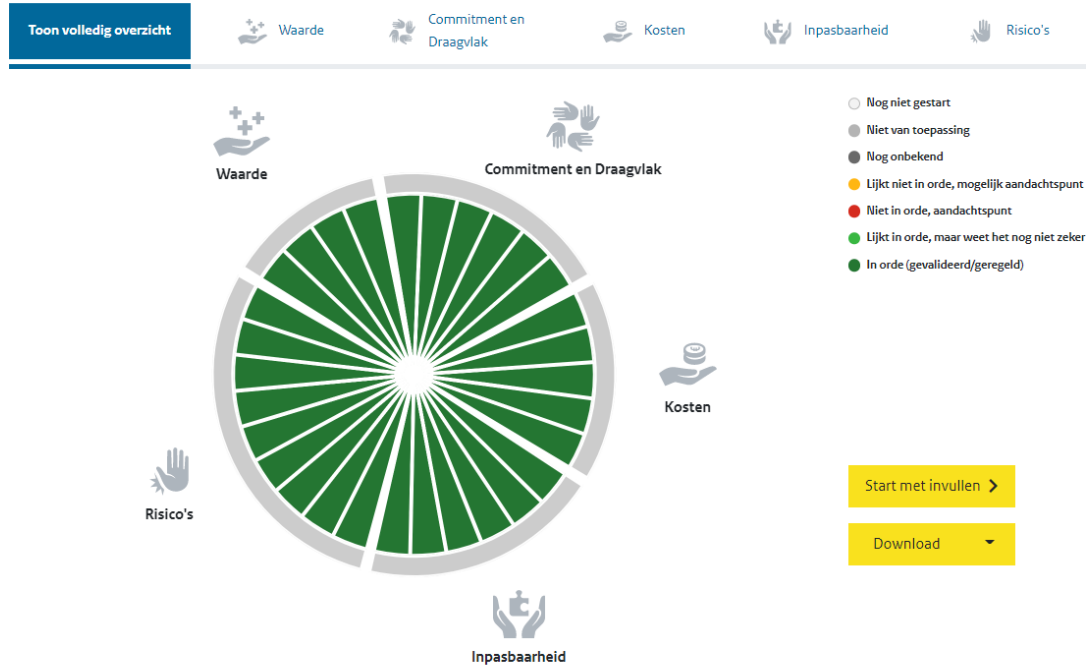 Toon volledig overzicht
Waarde
Commitment en
Draagvlak
Kosten
Inpasbaarheid
Risico's
Waarde
Commitment en Draagvlak
Kosten
Risico's
Inpasbaarheid
Nog niet gestart
Niet van toepassing
Nog onbekend
Lijkt niet in orde, mogelijk aandachtspunt
Niet in orde, aandachtspunt
Lijkt in orde, maar weet het nog niet zeker
In orde (gevalideerd/geregeld)
Start met invullen
Download